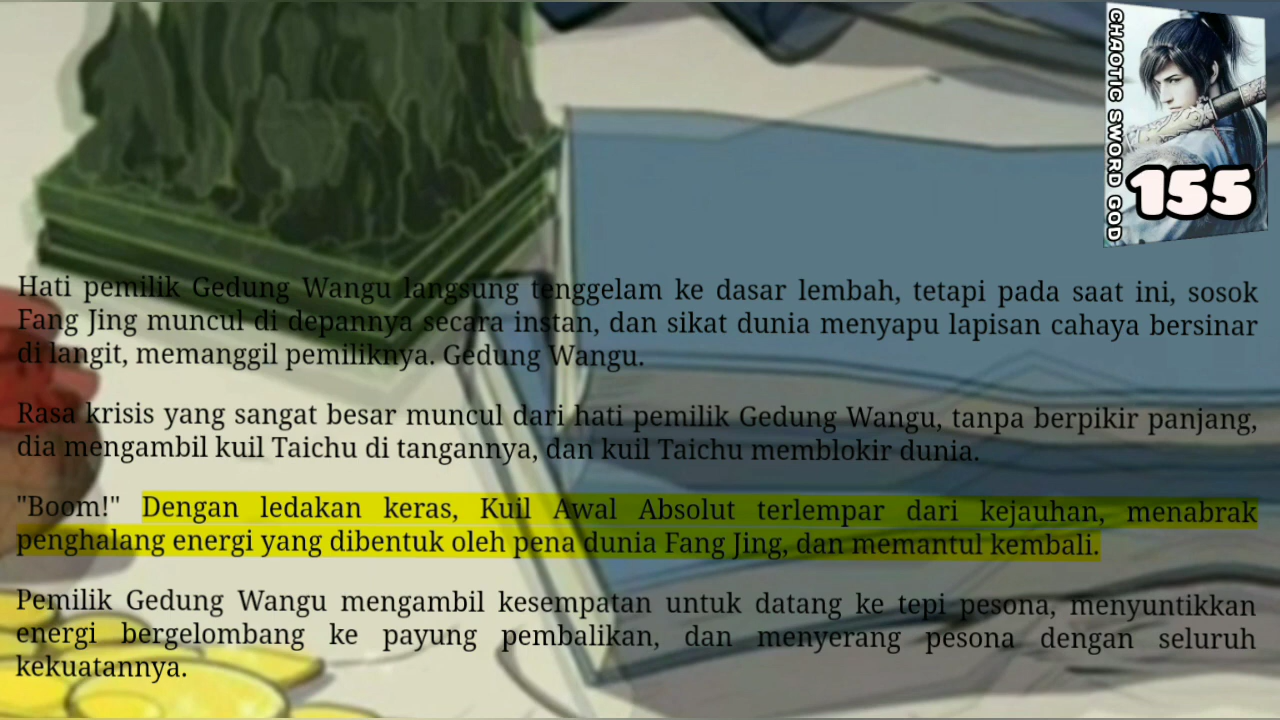 CHAOTIC SWORD GOD
155
Hati pemilik Gedung Wangu langsung tenggelam ke dasar lembah, tetapi pada saat ini, sosok
Fang Jing muncul di depannya secara instan, dan sikat dunia menyapu lapisan cahaya bersinar
di langit, memanggil pemiliknya. Gedung Wangu.
Rasa krisis yang sangat besar muncul dari hati pemilik Gedung Wangu, tanpa berpikir panjang,
dia mengambil kuil Taichu di tangannya, dan kuil Taichu memblokir dunia.
"Boom!" Dengan ledakan keras, Kuil Awal Absolut terlempar dari kejauhan, menabrak
penghalang energi yang dibentuk oleh pena dunia Fang Jing, dan memantul kembali.
Pemilik Gedung Wangu mengambil kesempatan untuk datang ke tepi pesona, menyuntikkan
energi bergelombang ke payung pembalikan, dan menyerang pesona dengan seluruh
kekuatannya.